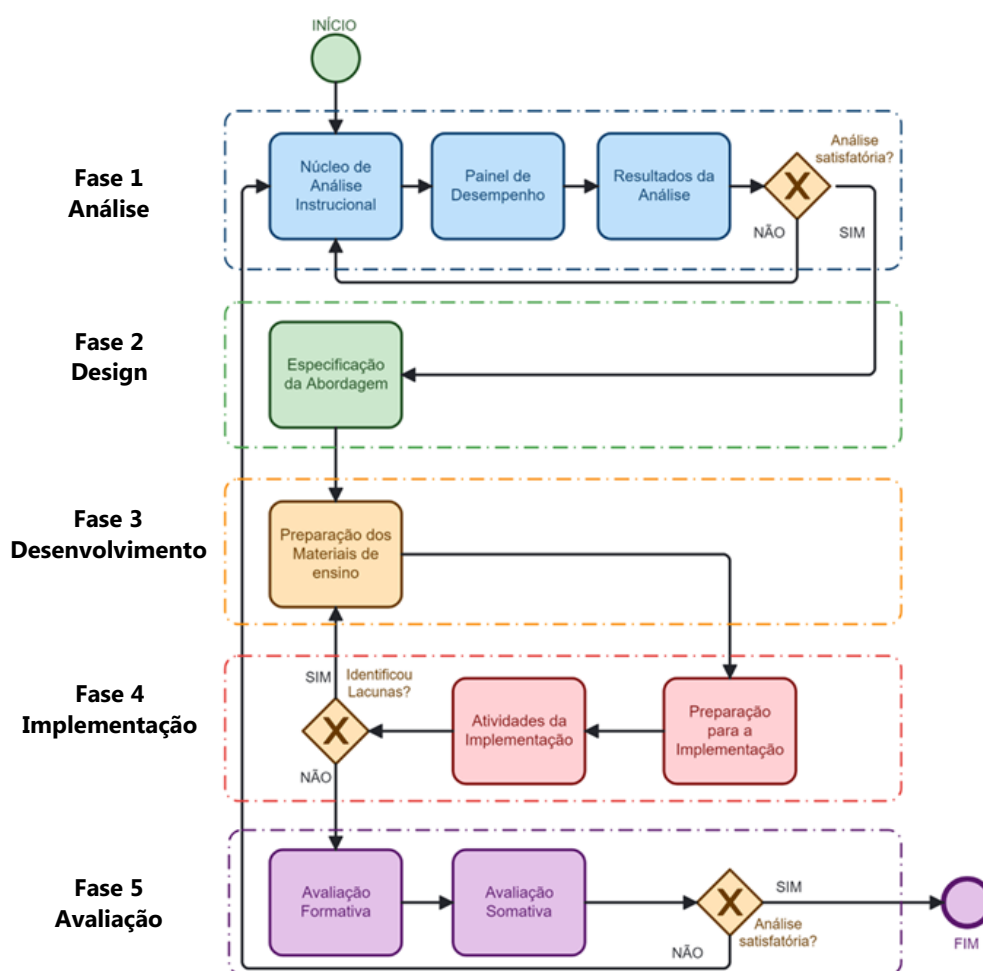 INÍCIO
Fase 1
Análise
Núcleo de
Análise
Instrucional
Painel de
Desempenho
Resultados da
Análise
Análise
satisfatória?
X
NÃO
SIM
Fase 2
Design
Especificação
da Abordagem
Fase 3
Desenvolvimento
Preparação dos
Materiais de
ensino
Fase 4
Implementação
SIM
Identificou
Lacunas?
X
NÃO
Atividades da
Implementação
Preparação
para a
Implementação
Fase 5
Avaliação
Avaliação
Formativa
Avaliação
Somativa
X
SIM
NÃO
Análise
satisfatória?
FIM